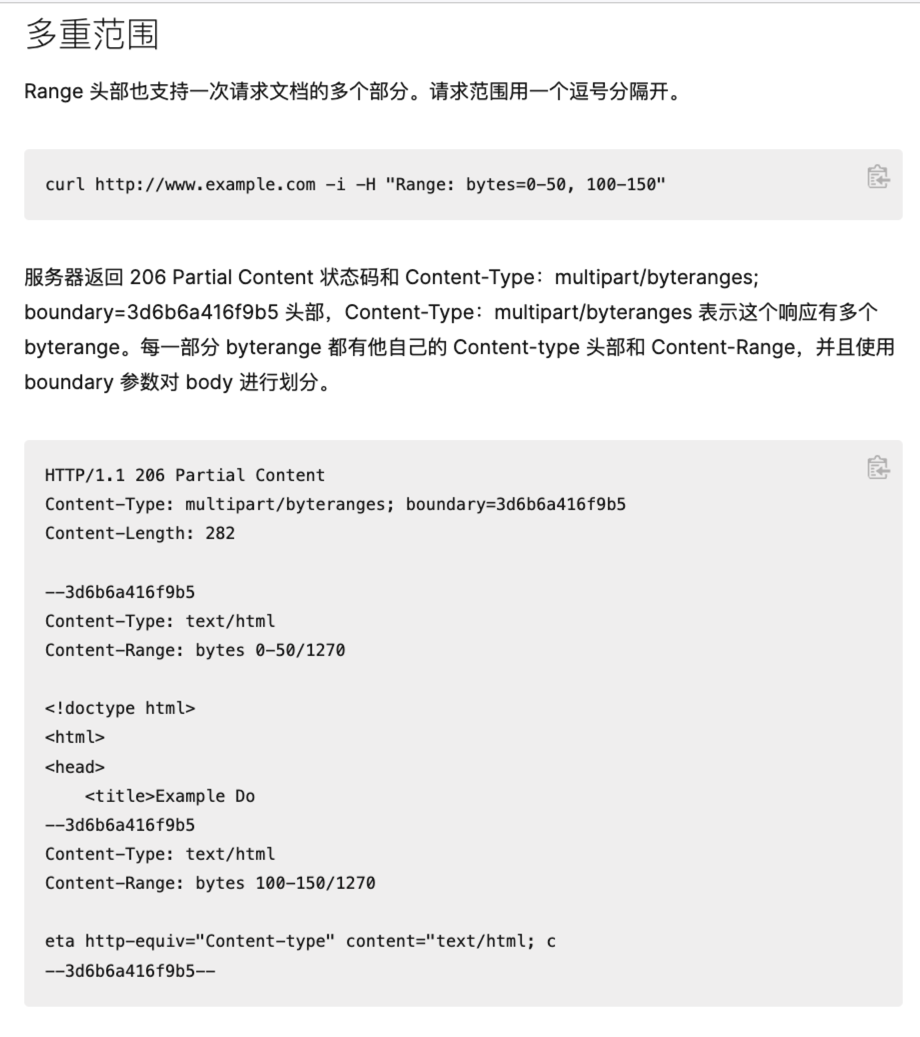 多重范围
Range 头部也支持一次请求文档的多个部分。请求范围用一个逗号分隔开。
curl http://www.example.com -i -H "Range: bytes=0-50, 100-150"
服务器返回 206 Partial Content 状态码和 Content-Type：multipart/byteranges;
boundary=3d6b6a416f9b5 头部，Content-Type：multipart/byteranges 表示这个响应有多个
byterange。每一部分 byterange 都有他自己的 Content-type 头部和 Content-Range，并且使用
boundary 参数对 body 进行划分。
HTTP/1.1 206 Partial Content
Content-Type: multipart/byteranges; boundary=3d6b6a416f9b5
Content-Length: 282
--3d6b6a416f9b5
Content-Type: text/html
Content-Range: bytes 0-50/1270
<!doctype html>
<html>
<head>
    <title>Example Do
--3d6b6a416f9b5
Content-Type: text/html
Content-Range: bytes 100-150/1270
eta http-equiv="Content-type" content="text/html; c
--3d6b6a416f9b5--